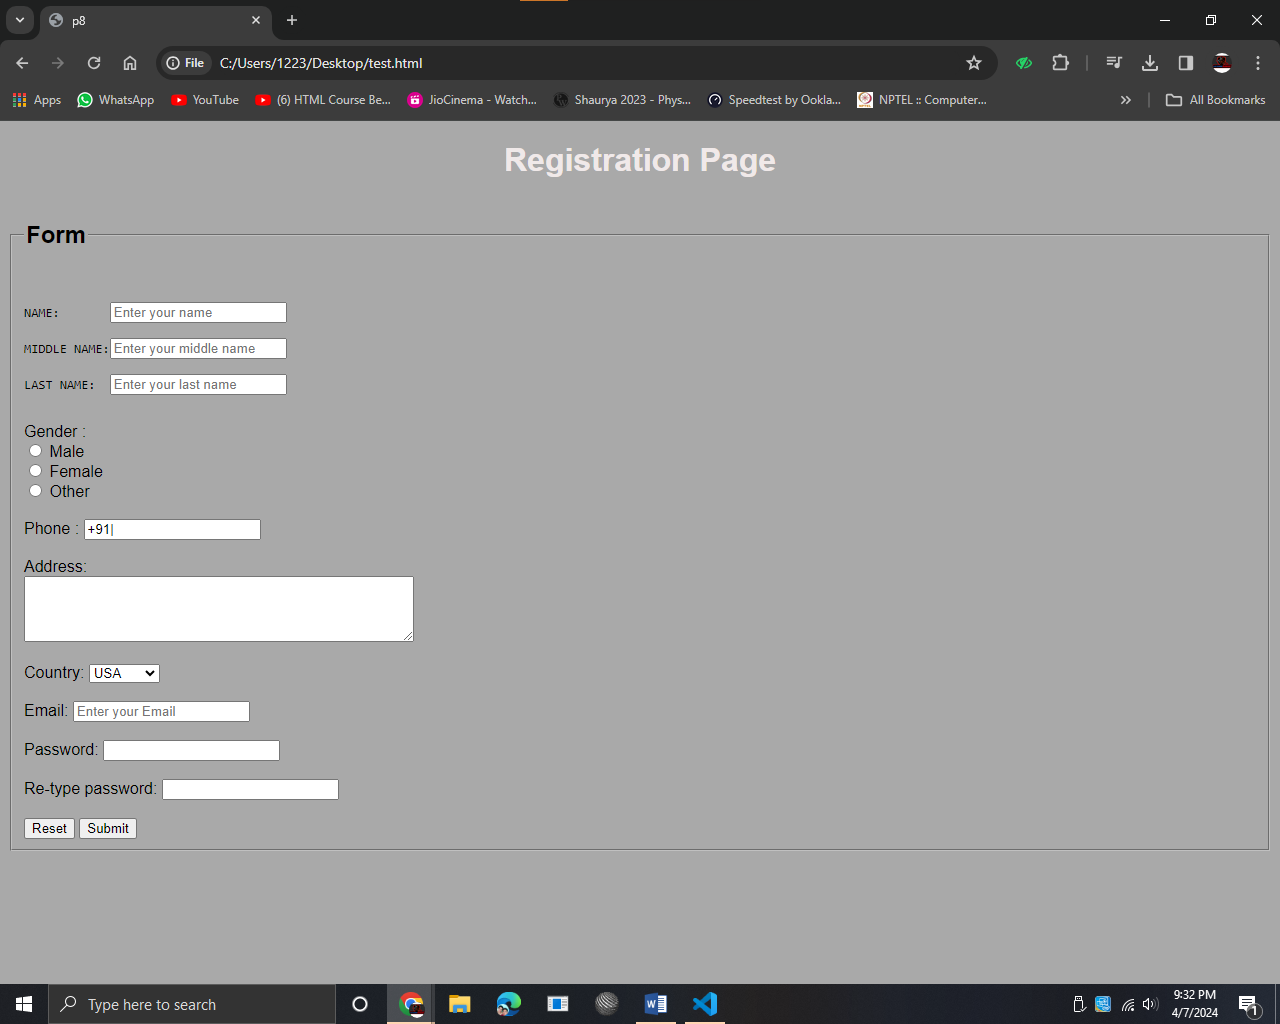 p8
File C:/Users/1223/Desktop/test.html
Apps WhatsApp YouTube (6) HTML Course Be... JioCinema - Watch... Shaurya 2023 - Phys... Speedtest by Ookla... NPTEL :: Computer... » All Bookmarks
Registration Page
Form
NAME: Enter your name
MIDDLE NAME: Enter your middle name
LAST NAME: Enter your last name
Gender :
Male
Female
Other
Phone : +91
Address:
Country: USA
Email: Enter your Email
Password:
Re-type password:
Reset Submit
Type here to search
9:32 PM
4/7/2024
1